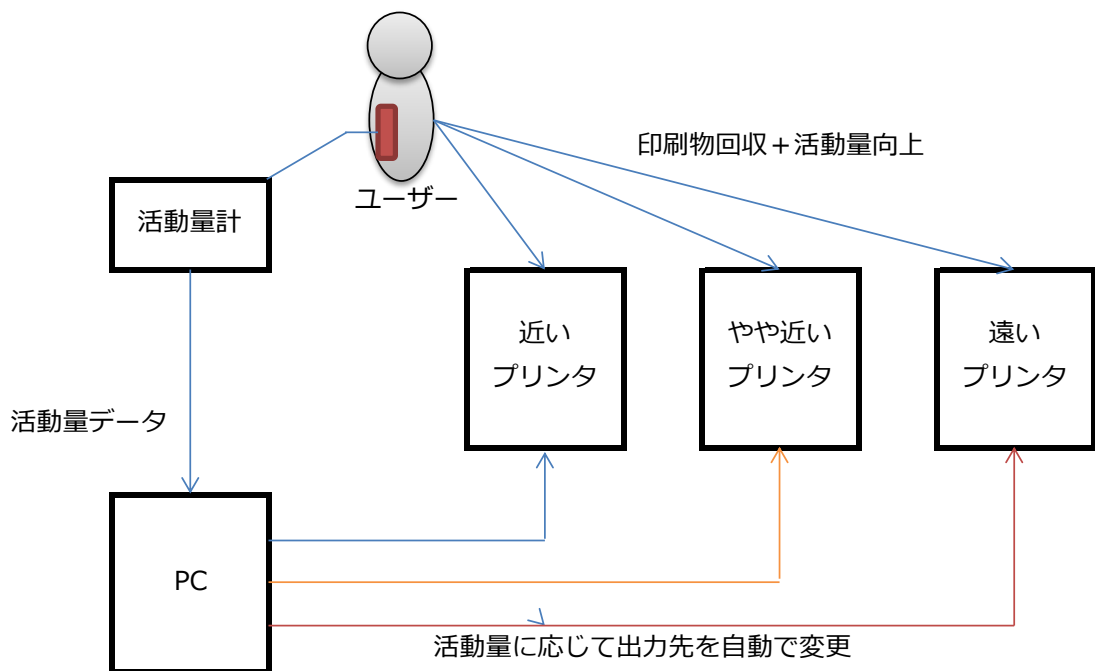 印刷物回収＋活動量向上
ユーザー
活動量計
近い
プリンタ
やや近い
プリンタ
遠い
プリンタ
活動量データ
PC
活動量に応じて出力先を自動で変更